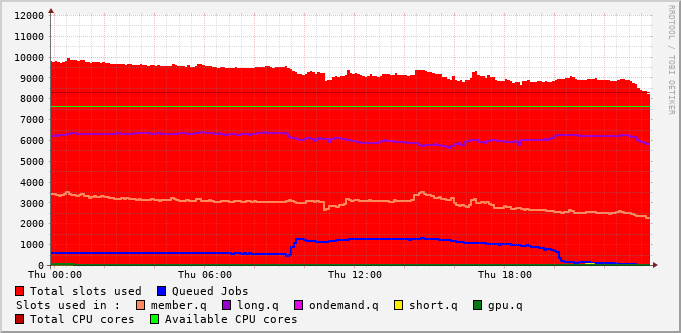 RRDTOOL / TOBI OETIKER
12000
11000
10000
9000
8000
7000
6000
5000
4000
3000
2000
1000
0
Thu 00:00 Thu 06:00 Thu 12:00 Thu 18:00
Total slots used Queued Jobs
Slots used in : member.q long.q ondemand.q short.q gpu.q
Total CPU cores Available CPU cores